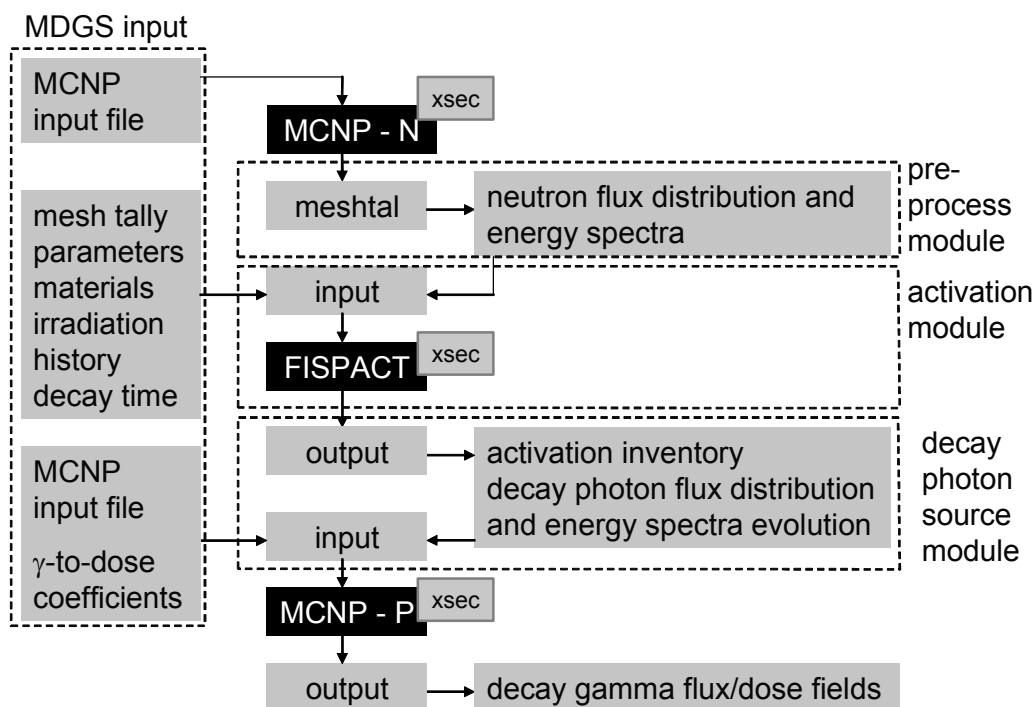 MDGS input
MCNP
input file
xsec
MCNP - N
meshtal
neutron flux distribution and
energy spectra
pre-
process
module
mesh tally
parameters
materials
irradiation
history
decay time
input
xsec
FISPACT
activation
module
MCNP
input file
γ-to-dose
coefficients
output
activation inventory
decay photon flux distribution
and energy spectra evolution
input
decay
photon
source
module
xsec
MCNP - P
output
decay gamma flux/dose fields